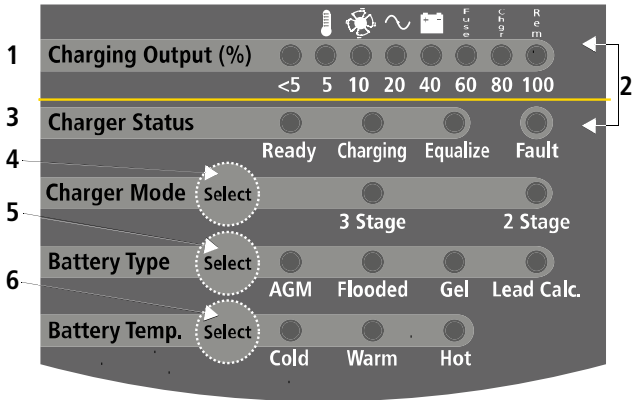 Fuse Chgr Rem
1 Charging Output (%)
<5 5 10 20 40 60 80 100
2
3 Charger Status
Ready Charging Equalize Fault
4
Charger Mode Select
3 Stage 2 Stage
5
Battery Type Select
AGM Flooded Gel Lead Calc.
6
Battery Temp. Select
Cold Warm Hot